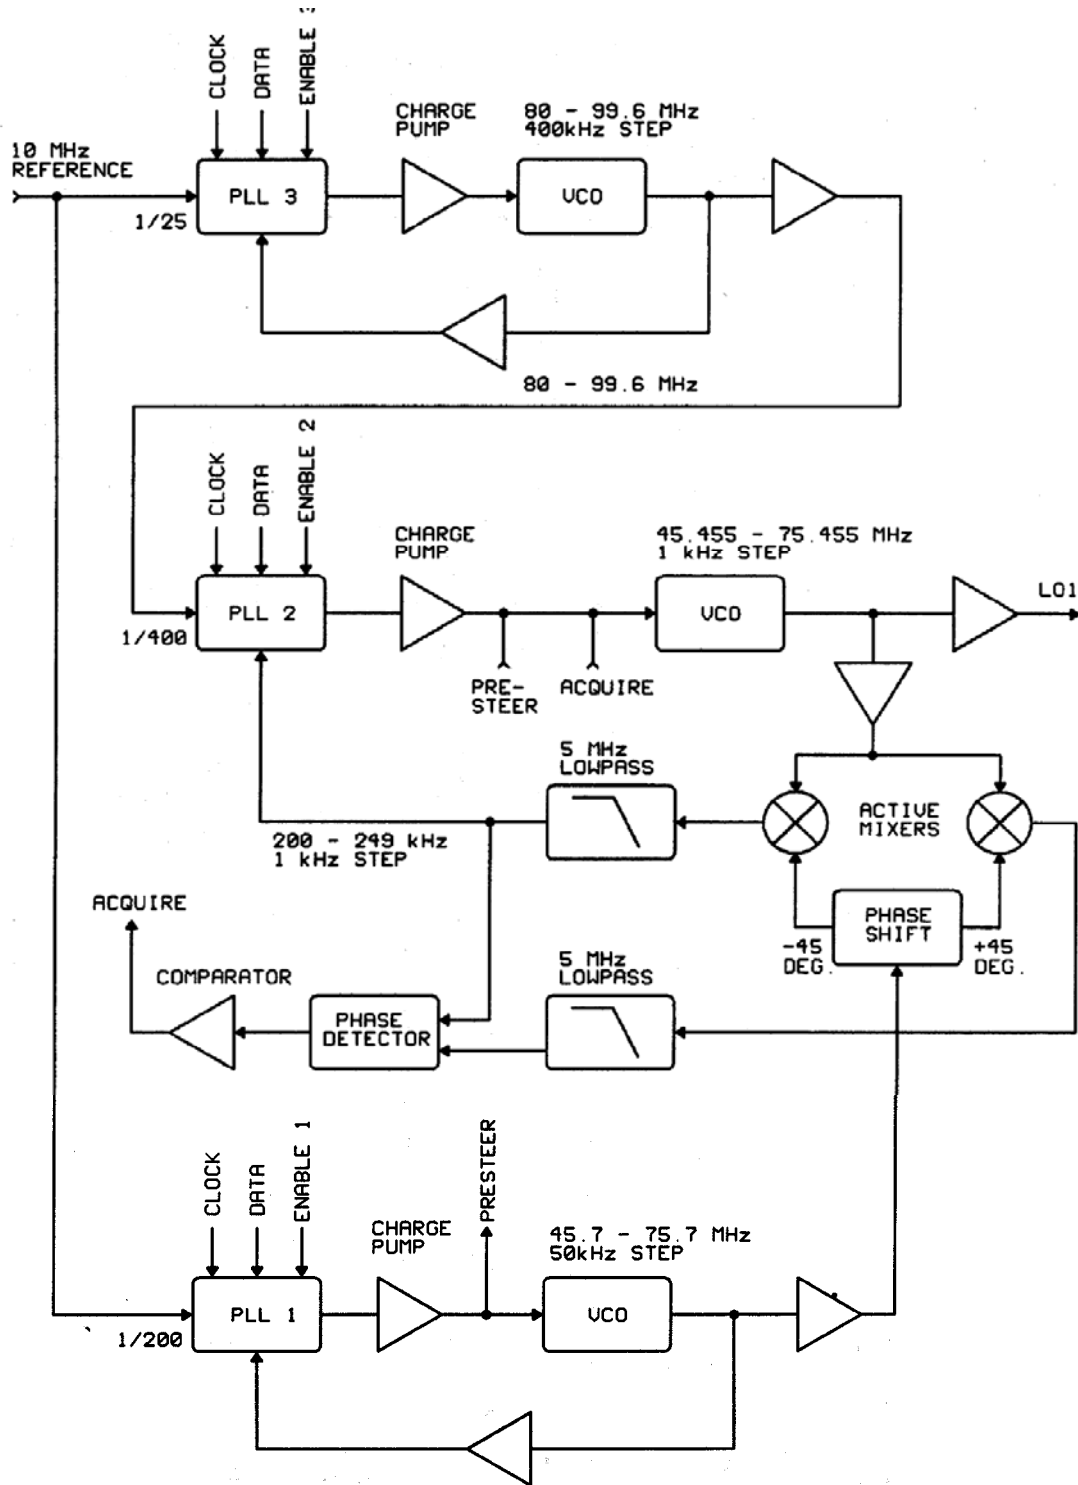 CLOCK
DATA
ENABLE 3
CHARGE
PUMP
80 - 99.6 MHz
400kHz STEP
10 MHz
REFERENCE
PLL 3
VCO
1/25
80 - 99.6 MHz
CLOCK
DATA
ENABLE 2
CHARGE
PUMP
45.455 - 75.455 MHz
1 kHz STEP
LO1
PLL 2
VCO
1/400
PRE-
STEER
ACQUIRE
5 MHz
LOWPASS
ACTIVE
MIXERS
200 - 249 kHz
1 kHz STEP
ACQUIRE
PHASE
SHIFT
-45
DEG.
+45
DEG.
COMPARATOR
5 MHz
LOWPASS
PHASE
DETECTOR
CLOCK
DATA
ENABLE 1
CHARGE
PUMP
PRESTEER
45.7 - 75.7 MHz
50kHz STEP
PLL 1
VCO
1/200